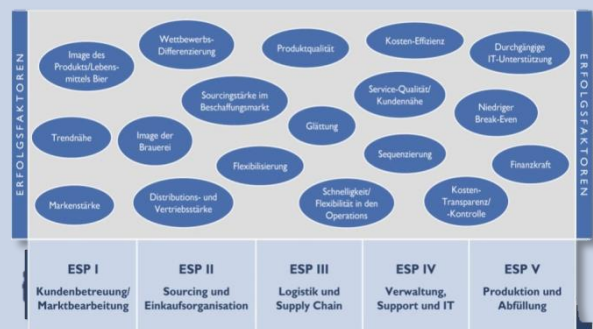 ERFOLGSFAKTOREN
Image des
Produkts/Lebens-
mittels Bier
Wettbewerbs-
Differenzierung
Produktqualität
Kosten-Effizienz
Durchgängige
IT-Unterstützung
Sourcingstärke im
Beschaffungsmarkt
Service-Qualität/
Kundennähe
Niedriger
Break-Even
Trendnähe
Image der
Brauerei
Glättung
Flexibilisierung
Sequenzierung
Finanzkraft
Markenstärke
Distributions- und
Vertriebsstärke
Schnelligkeit/
Flexibilität in den
Operations
Kosten-
Transparenz/
-Kontrolle
ERFOLGSFAKTOREN
ESP I
Kundenbetreuung/
Marktbearbeitung
ESP II
Sourcing und
Einkaufsorganisation
ESP III
Logistik und
Supply Chain
ESP IV
Verwaltung,
Support und IT
ESP V
Produktion und
Abfüllung